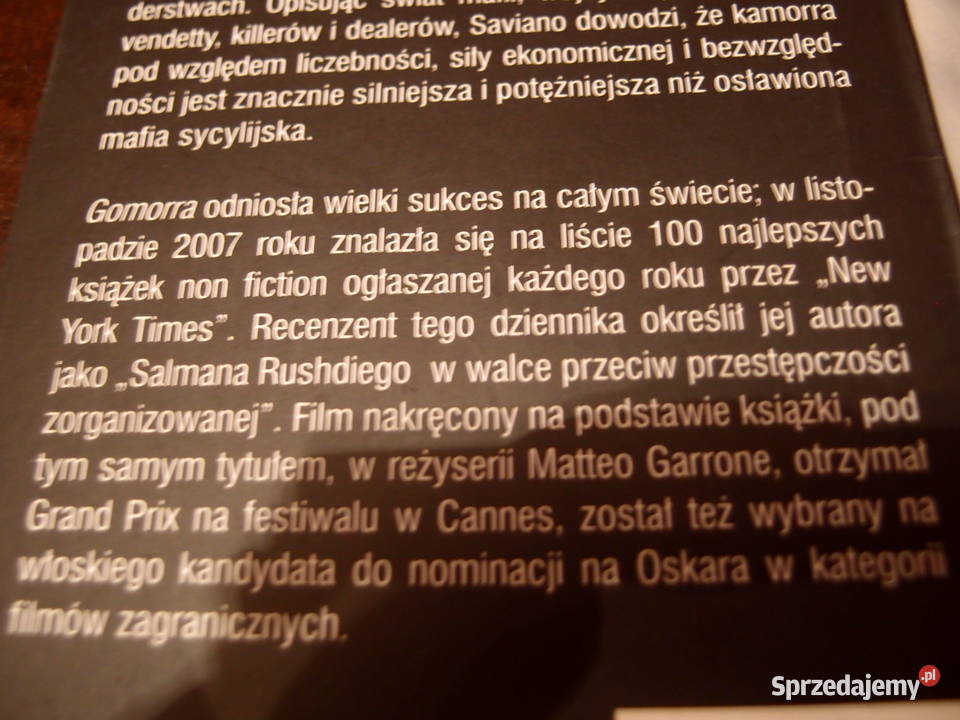 derstwach. Opisując świat
vendetty, killerów i dealerów, Saviano dowodzi, że kamorra
pod względem liczebności, siły ekonomicznej i bezwzględ-
ności jest znacznie silniejsza i potężniejsza niż osławiona
mafia sycylijska.
Gomorra odniosła wielki sukces na całym świecie; w listo-
padzie 2007 roku znalazła się na liście 100 najlepszych
książek non fiction ogłaszanej każdego roku przez „New
York Times”. Recenzent tego dziennika określił jej autora
jako „Salmana Rushdiego w walce przeciw przestępczości
zorganizowanej”. Film nakręcony na podstawie książki, pod
tym samym tytułem, w reżyserii Matteo Garrone, otrzymał
Grand Prix na festiwalu w Cannes, został też wybrany na
włoskiego kandydata do nominacji na Oskara w kategorii
filmów zagranicznych.
Sprzedajemy.pl